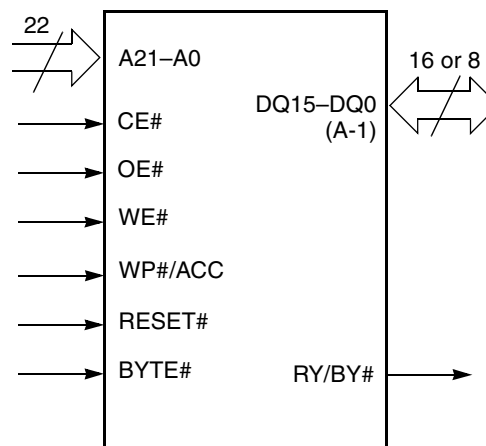 22
A21–A0
16 or 8
DQ15–DQ0
(A-1)
CE#
OE#
WE#
WP#/ACC
RESET#
BYTE#
RY/BY#